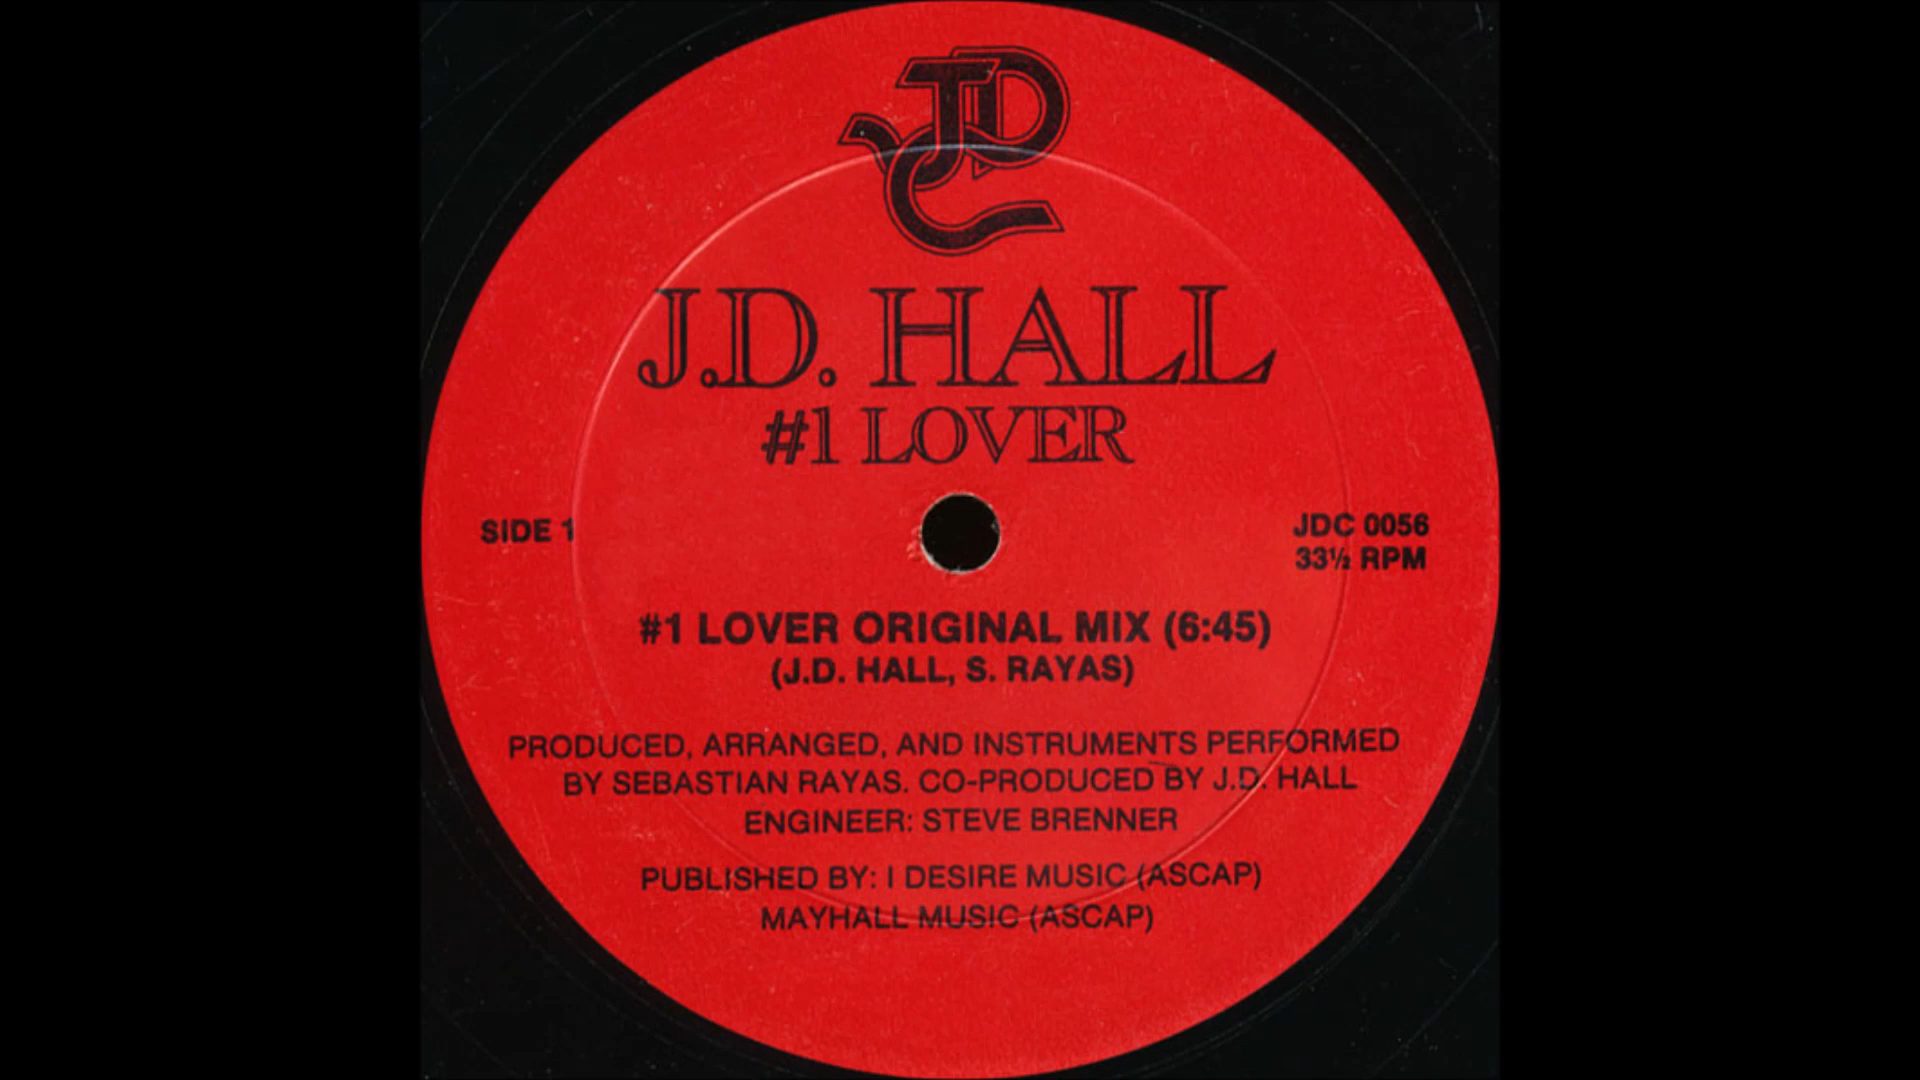 JDC
J.D. HALL
#1 LOVER
SIDE 1
JDC 0056
33⅓ RPM
#1 LOVER ORIGINAL MIX (6:45)
(J.D. HALL, S. RAYAS)
PRODUCED, ARRANGED, AND INSTRUMENTS PERFORMED
BY SEBASTIAN RAYAS. CO-PRODUCED BY J.D. HALL
ENGINEER: STEVE BRENNER
PUBLISHED BY: I DESIRE MUSIC (ASCAP)
MAYHALL MUSIC (ASCAP)